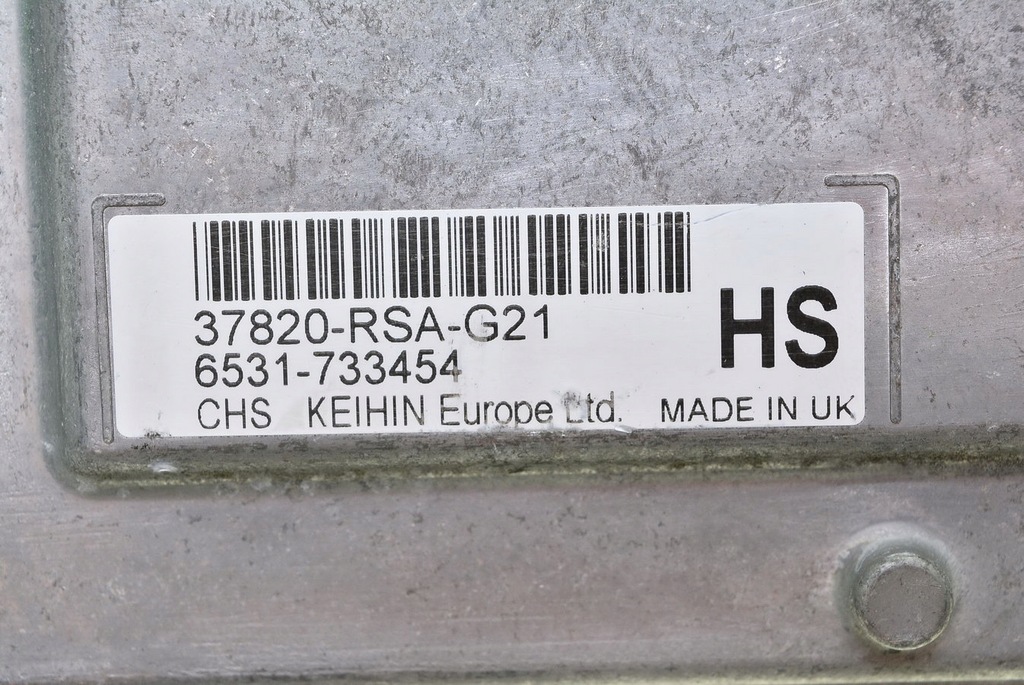 37820-RSA-G21
6531-733454
HS
CHS KEIHIN Europe Ltd. MADE IN UK